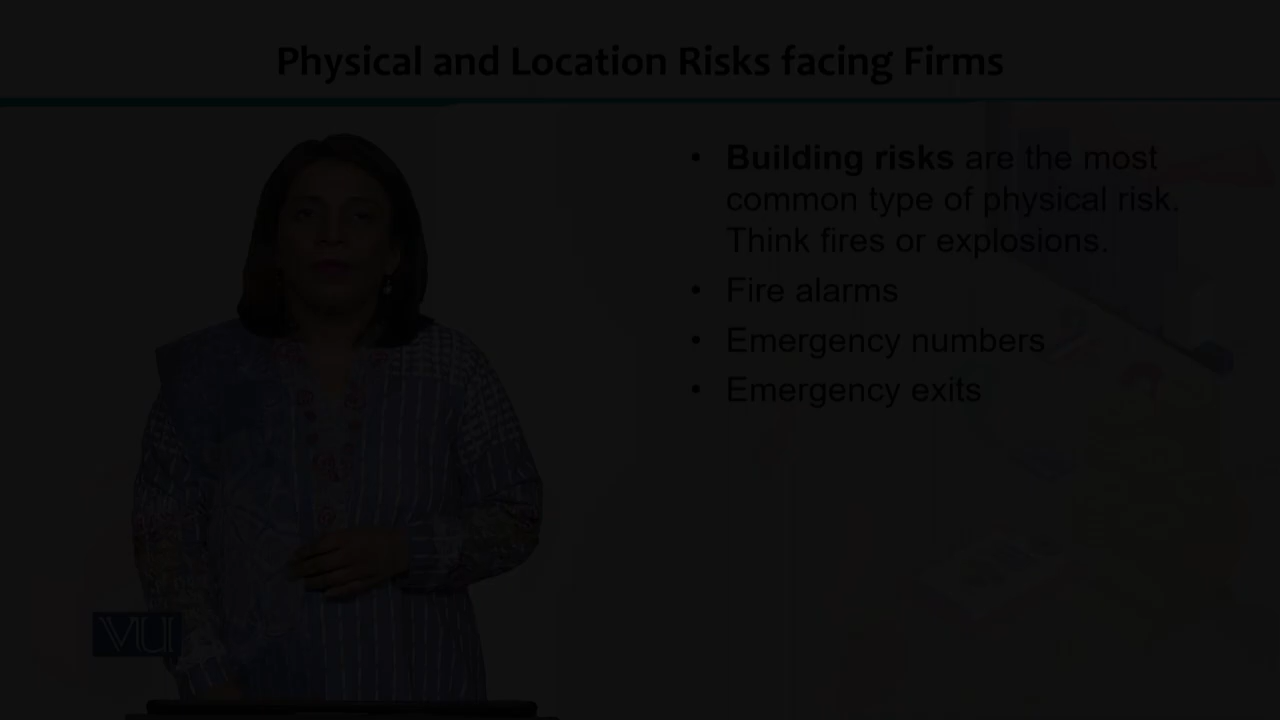 Physical and Location Risks facing Firms
• Building risks are the most
common type of physical risk.
Think fires or explosions.
• Fire alarms
• Emergency numbers
• Emergency exits
VU